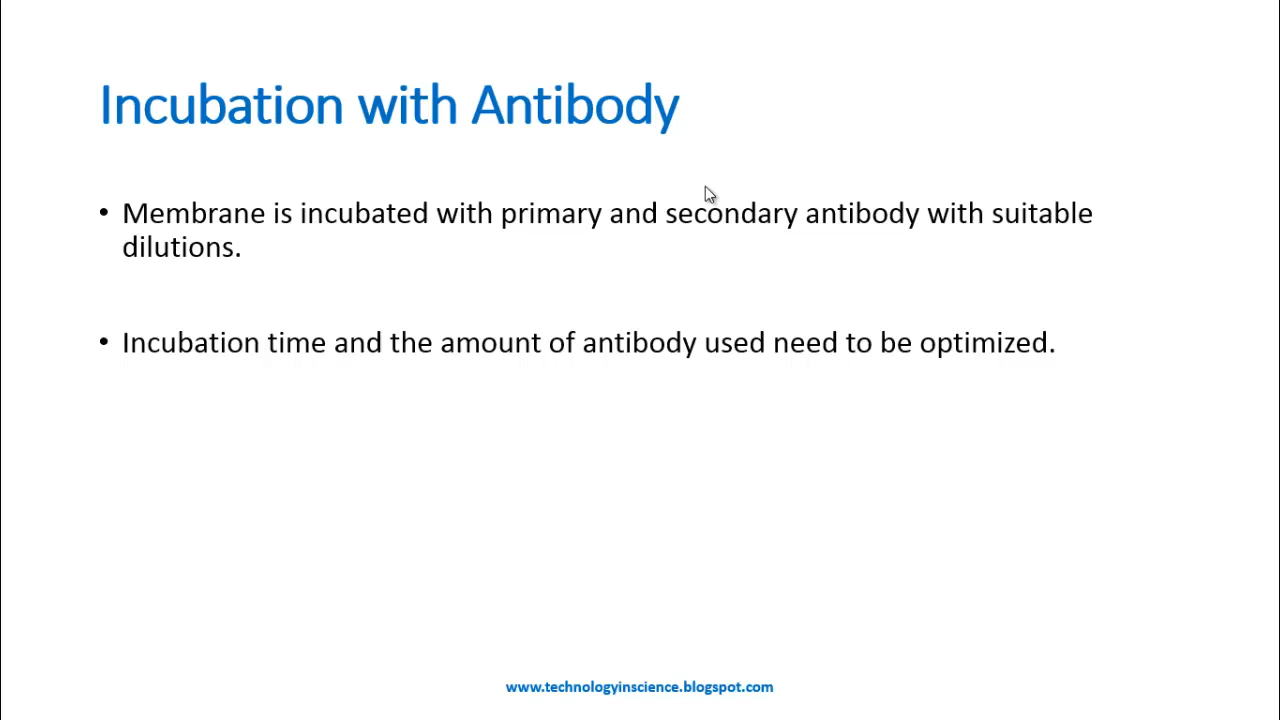 Incubation with Antibody
• Membrane is incubated with primary and secondary antibody with suitable
dilutions.
• Incubation time and the amount of antibody used need to be optimized.
www.technologyinscience.blogspot.com